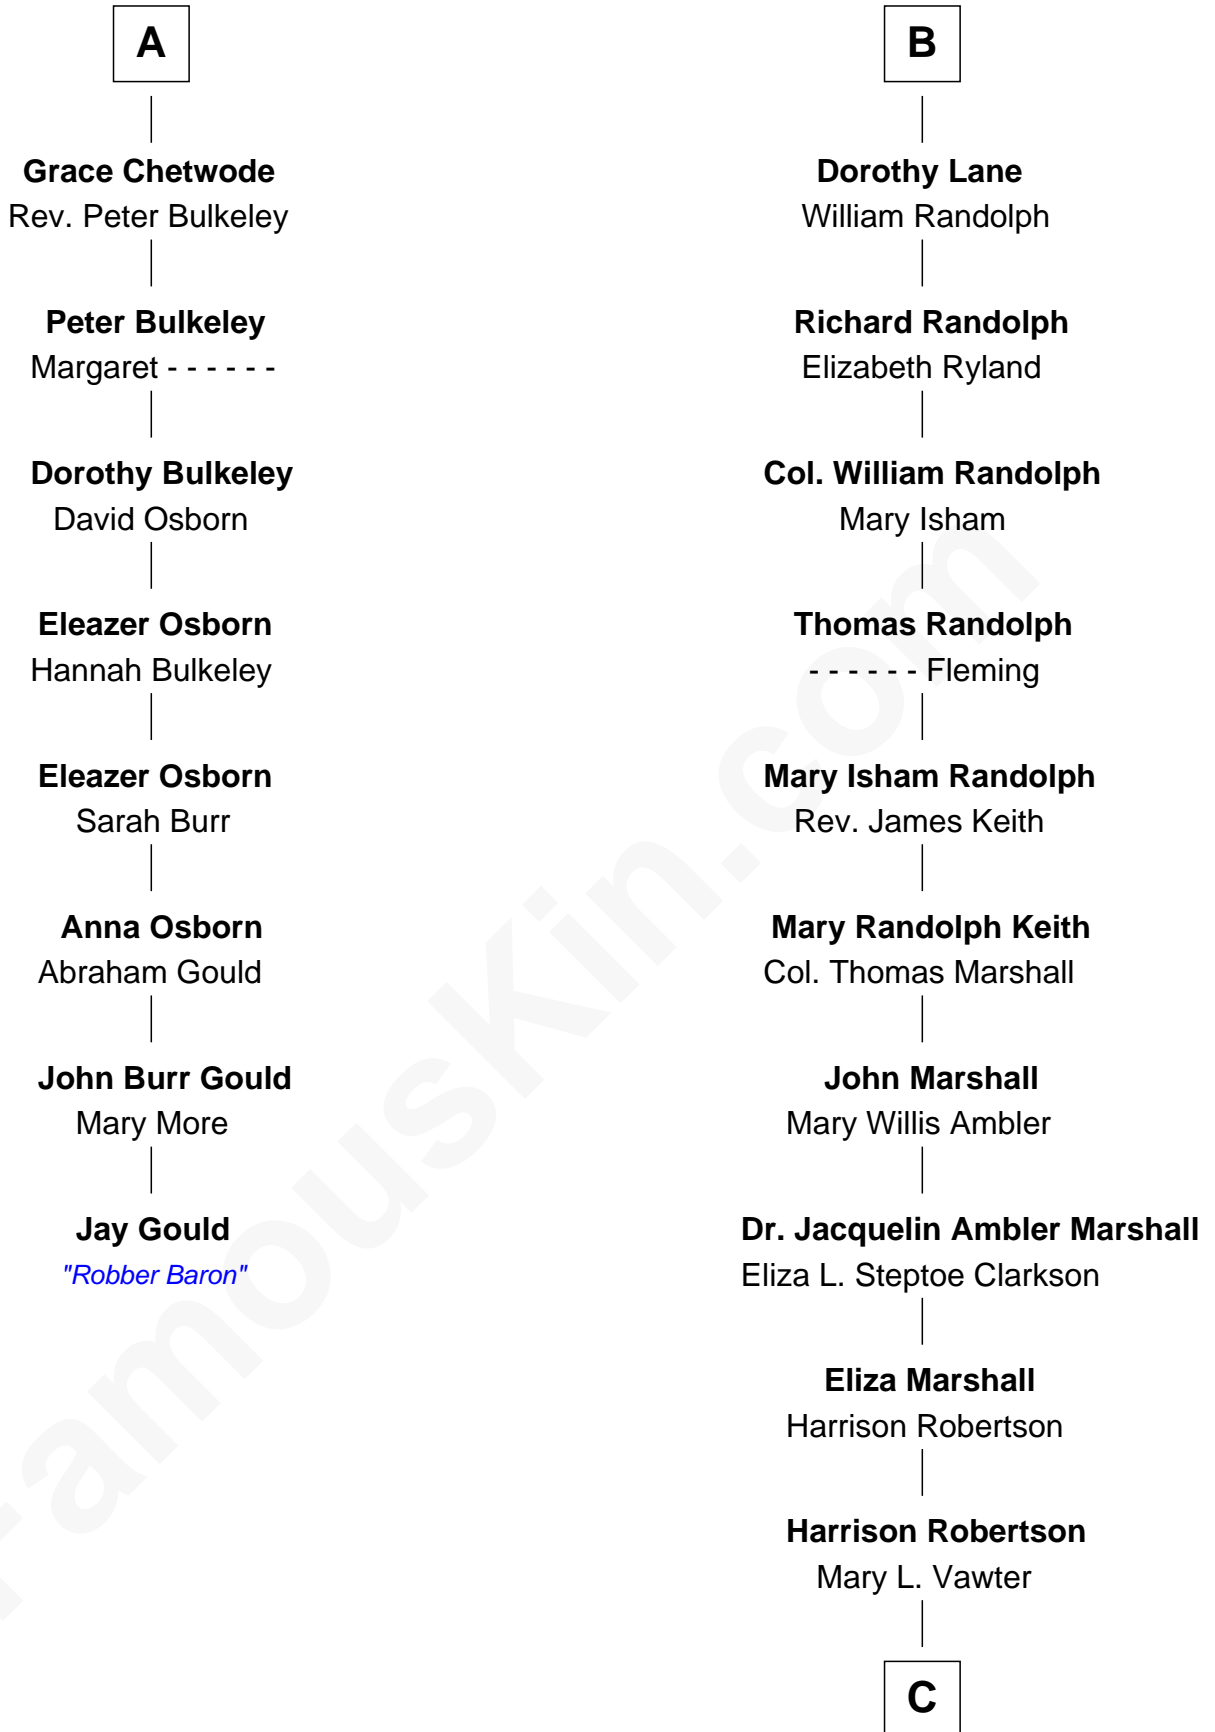 A
Grace Chetwode
Rev. Peter Bulkeley
Peter Bulkeley
Margaret - - - - - -
Dorothy Bulkeley
David Osborn
Eleazer Osborn
Hannah Bulkeley
Eleazer Osborn
Sarah Burr
Anna Osborn
Abraham Gould
John Burr Gould
Mary More
Jay Gould
"Robber Baron"
B
Dorothy Lane
William Randolph
Richard Randolph
Elizabeth Ryland
Col. William Randolph
Mary Isham
Thomas Randolph
- - - - - - Fleming
Mary Isham Randolph
Rev. James Keith
Mary Randolph Keith
Col. Thomas Marshall
John Marshall
Mary Willis Ambler
Dr. Jacquelin Ambler Marshall
Eliza L. Steptoe Clarkson
Eliza Marshall
Harrison Robertson
Harrison Robertson
Mary L. Vawter
C
FamousKin.com